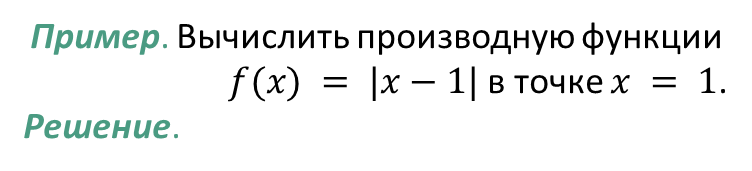 Пример. Вычислить производную функции
f(x) = |x − 1| в точке x = 1.
Решение.